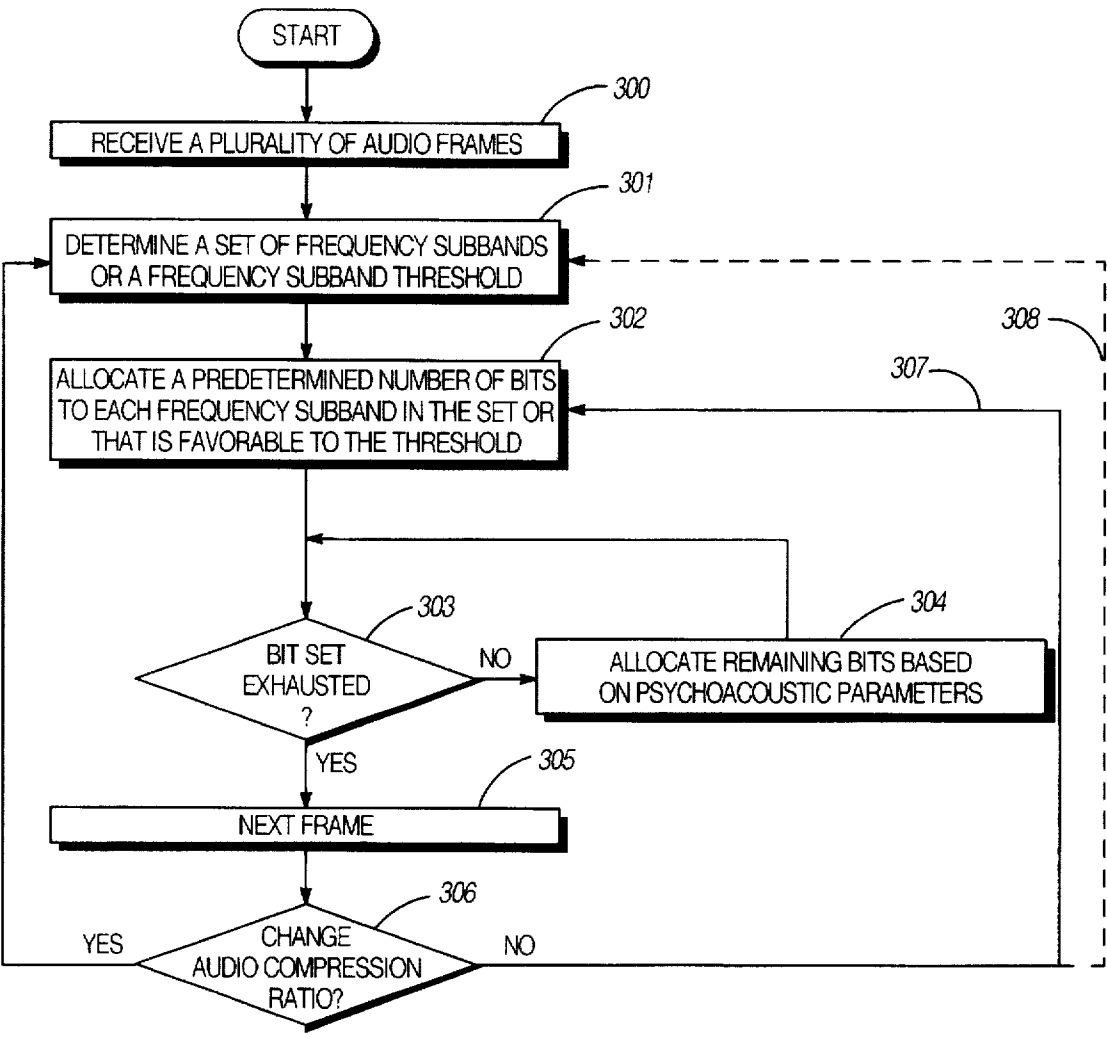 START
300
RECEIVE A PLURALITY OF AUDIO FRAMES
301
DETERMINE A SET OF FREQUENCY SUBBANDS
OR A FREQUENCY SUBBAND THRESHOLD
302
308
ALLOCATE A PREDETERMINED NUMBER OF BITS
TO EACH FREQUENCY SUBBAND IN THE SET OR
THAT IS FAVORABLE TO THE THRESHOLD
307
303
BIT SET
EXHAUSTED
?
NO
304
ALLOCATE REMAINING BITS BASED
ON PSYCHOACOUSTIC PARAMETERS
YES
305
NEXT FRAME
306
YES
CHANGE
AUDIO COMPRESSION
RATIO?
NO